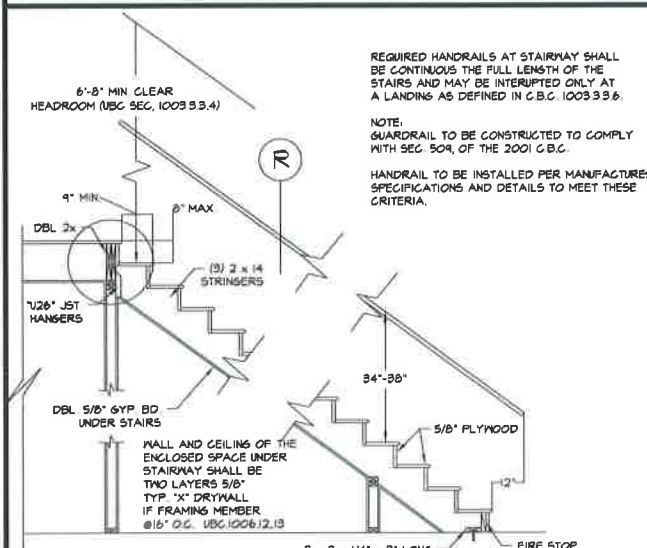 REQUIRED HANDRAILS AT STAIRWAY SHALL
BE CONTINUOUS THE FULL LENGTH OF THE
STAIRS AND MAY BE INTERUPTED ONLY AT
A LANDING AS DEFINED IN C.B.C. 1003.3.3.6.
NOTE:
GUARDRAIL TO BE CONSTRUCTED TO COMPLY
WITH SEC. 509, OF THE 2001 C.B.C.
HANDRAIL TO BE INSTALLED PER MANUFACTURE
SPECIFICATIONS AND DETAILS TO MEET THESE
CRITERIA.
6'-8" MIN CLEAR
HEADROOM (UBC SEC, 1003.3.3.4)
R
9" MIN
8" MAX
DBL 2x
(3) 2 x 14
STRINGERS
"U26" JST
HANGERS
34"-38"
DBL 5/8" GYP. BD.
UNDER STAIRS
5/8" PLYWOOD
WALL AND CEILING OF THE
ENCLOSED SPACE UNDER
STAIRWAY SHALL BE
TWO LAYERS 5/8"
TYP. "X" DRYWALL
IF FRAMING MEMBER
@16" O.C. UBC.1006.12,13
12"
FIRE STOP